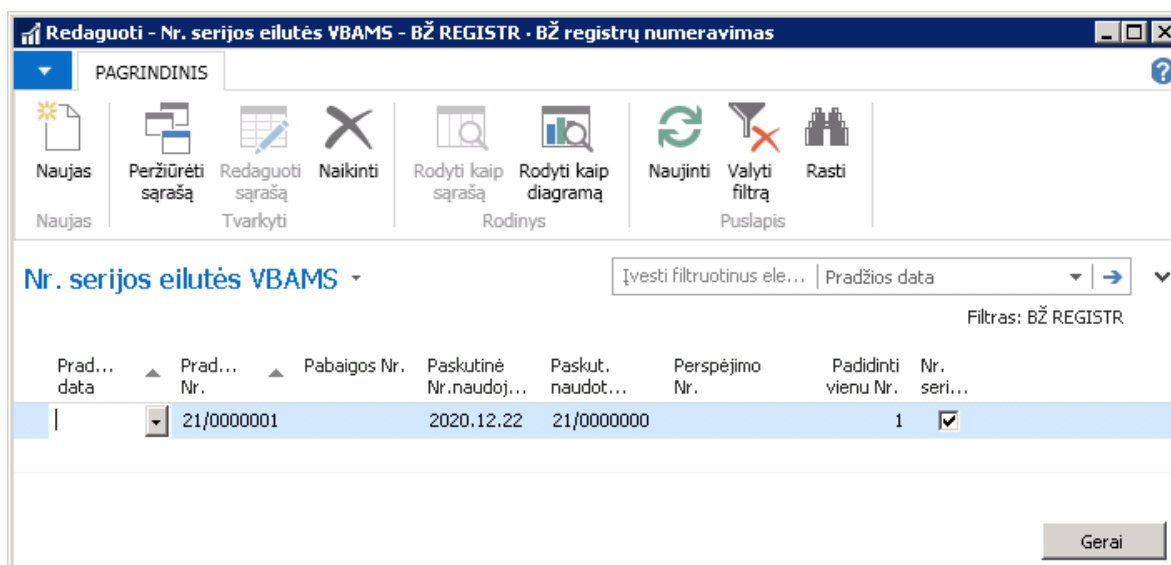 Redaguoti - Nr. serijos eilutės VBAMS - BŽ REGISTR · BŽ registrų numeravimas
PAGRINDINIS
Naujas
Peržiūrėti sąrašą
Redaguoti sąrašą
Naikinti
Rodyti kaip sąrašą
Rodyti kaip diagramą
Naujinti
Valyti filtrą
Rasti
Naujas
Tvarkyti
Rodinys
Puslapis
Nr. serijos eilutės VBAMS
Įvesti filtruotinus ele... Pradžios data
Filtras: BŽ REGISTR
Prad... data
Prad... Nr.
Pabaigos Nr.
Paskutinė Nr.naudoj...
Paskut. naudot...
Perspėjimo Nr.
Padidinti vienu Nr.
Nr. seri...
21/0000001 2020.12.22 21/0000000 1
Gerai